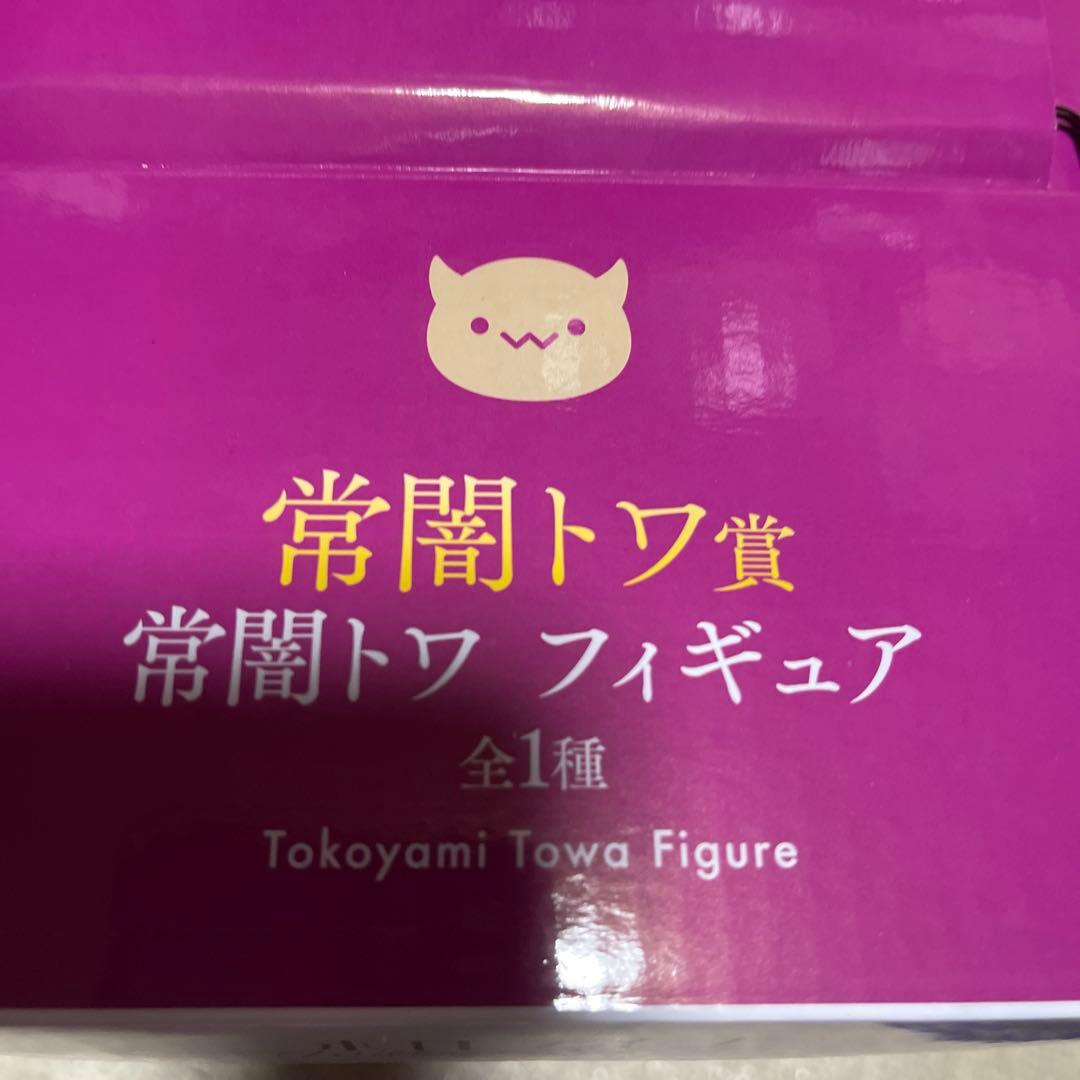 常闇トワ賞
常闇トワ フィギュア
全1種
Tokoyami Towa Figure